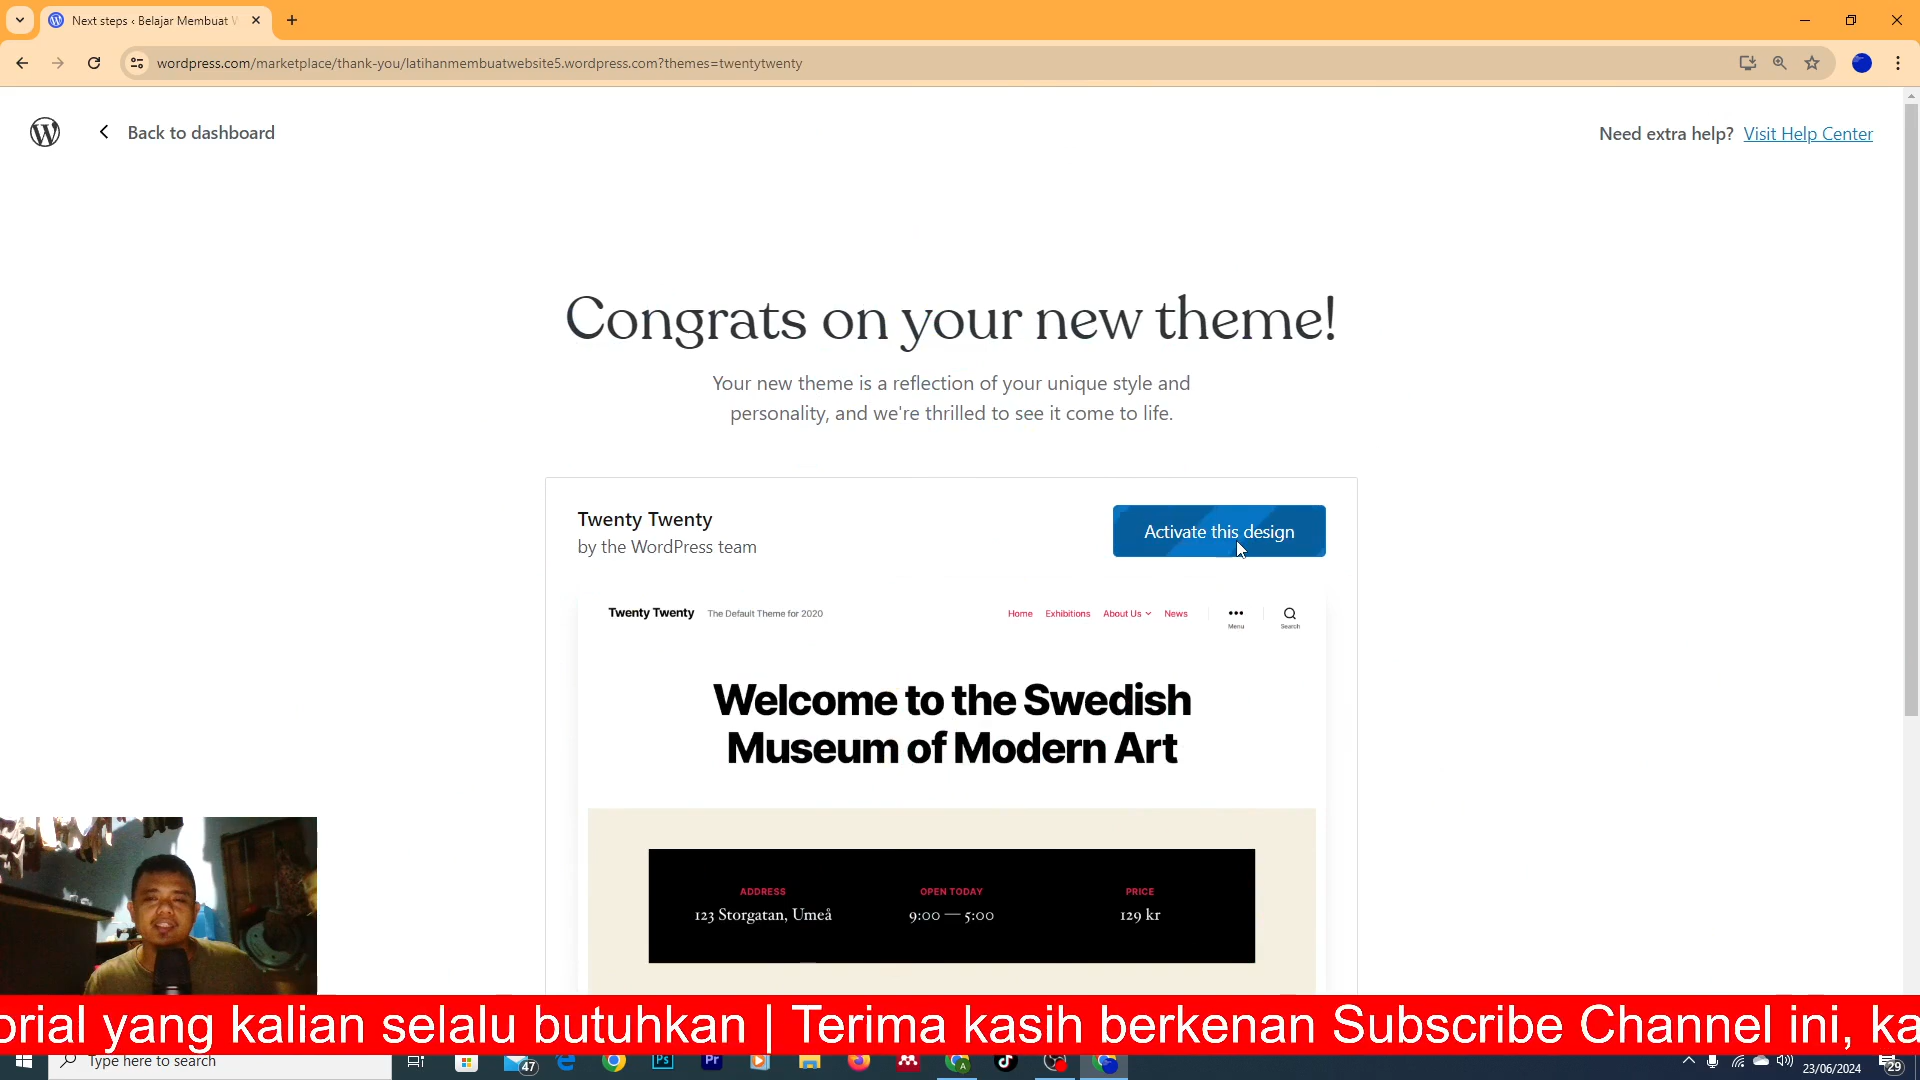 Next steps ‹ Belajar Membuat W
wordpress.com/marketplace/thank-you/latihanmembuatwebsite5.wordpress.com?themes=twentytwenty
Back to dashboard
Need extra help? Visit Help Center
Congrats on your new theme!
Your new theme is a reflection of your unique style and
personality, and we're thrilled to see it come to life.
Twenty Twenty
by the WordPress team
Activate this design
Twenty Twenty The Default Theme for 2020
Home Exhibitions About Us News
Menu
Search
Welcome to the Swedish
Museum of Modern Art
ADDRESS OPEN TODAY PRICE
123 Storgatan, Umeå 9:00 — 5:00 129 kr
orial yang kalian selalu butuhkan | Terima kasih berkenan Subscribe Channel ini, ka
Type here to search
47
Ps
Pr
A
23/06/2024
29